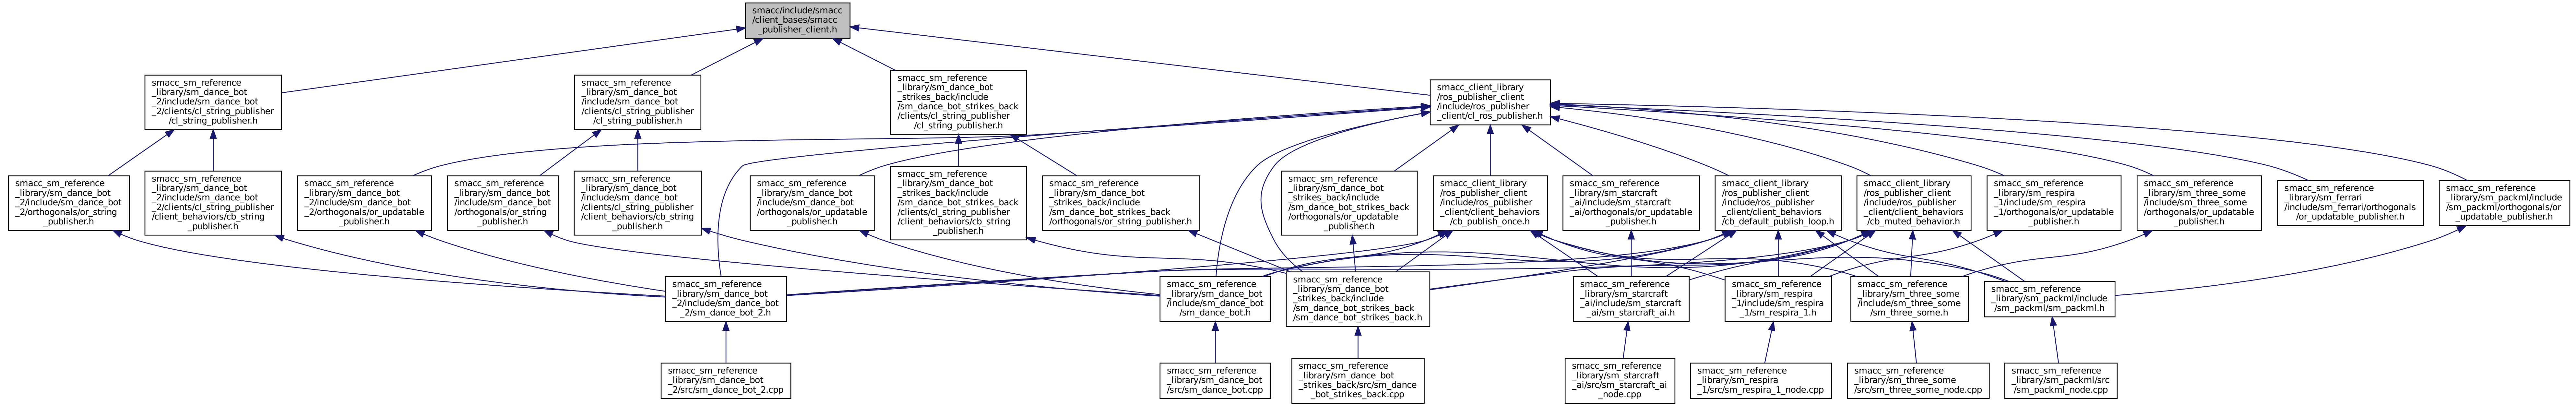 smacc/include/smacc
/client_bases/smacc
_publisher_client.h
smacc_sm_reference
_library/sm_dance_bot
_2/include/sm_dance_bot
_2/clients/cl_string_publisher
/cl_string_publisher.h
smacc_sm_reference
_library/sm_dance_bot
/include/sm_dance_bot
/clients/cl_string_publisher
/cl_string_publisher.h
smacc_sm_reference
_library/sm_dance_bot
_strikes_back/include
/sm_dance_bot_strikes_back
/clients/cl_string_publisher
/cl_string_publisher.h
smacc_client_library
/ros_publisher_client
/include/ros_publisher
_client/cl_ros_publisher.h
smacc_sm_reference
_library/sm_dance_bot
_2/include/sm_dance_bot
_2/orthogonals/or_string
_publisher.h
smacc_sm_reference
_library/sm_dance_bot
_2/include/sm_dance_bot
_2/clients/cl_string_publisher
/client_behaviors/cb_string
_publisher.h
smacc_sm_reference
_library/sm_dance_bot
_2/include/sm_dance_bot
_2/orthogonals/or_updatable
_publisher.h
smacc_sm_reference
_library/sm_dance_bot
/include/sm_dance_bot
/orthogonals/or_string
_publisher.h
smacc_sm_reference
_library/sm_dance_bot
/include/sm_dance_bot
/clients/cl_string_publisher
/client_behaviors/cb_string
_publisher.h
smacc_sm_reference
_library/sm_dance_bot
/include/sm_dance_bot
/orthogonals/or_updatable
_publisher.h
smacc_sm_reference
_library/sm_dance_bot
_strikes_back/include
/sm_dance_bot_strikes_back
/clients/cl_string_publisher
/client_behaviors/cb_string
_publisher.h
smacc_sm_reference
_library/sm_dance_bot
_strikes_back/include
/sm_dance_bot_strikes_back
/orthogonals/or_string_publisher.h
smacc_sm_reference
_library/sm_dance_bot
_strikes_back/include
/sm_dance_bot_strikes_back
/orthogonals/or_updatable
_publisher.h
smacc_client_library
/ros_publisher_client
/include/ros_publisher
_client/client_behaviors
/cb_publish_once.h
smacc_sm_reference
_library/sm_starcraft
_ai/include/sm_starcraft
_ai/orthogonals/or_updatable
_publisher.h
smacc_client_library
/ros_publisher_client
/include/ros_publisher
_client/client_behaviors
/cb_default_publish_loop.h
smacc_client_library
/ros_publisher_client
/include/ros_publisher
_client/client_behaviors
/cb_muted_behavior.h
smacc_sm_reference
_library/sm_respira
_1/include/sm_respira
_1/orthogonals/or_updatable
_publisher.h
smacc_sm_reference
_library/sm_three_some
/include/sm_three_some
/orthogonals/or_updatable
_publisher.h
smacc_sm_reference
_library/sm_ferrari
/include/sm_ferrari/orthogonals
/or_updatable_publisher.h
smacc_sm_reference
_library/sm_packml/include
/sm_packml/orthogonals/or
_updatable_publisher.h
smacc_sm_reference
_library/sm_dance_bot
_2/include/sm_dance_bot
_2/sm_dance_bot_2.h
smacc_sm_reference
_library/sm_dance_bot
/include/sm_dance_bot
/sm_dance_bot.h
smacc_sm_reference
_library/sm_dance_bot
_strikes_back/include
/sm_dance_bot_strikes_back
/sm_dance_bot_strikes_back.h
smacc_sm_reference
_library/sm_starcraft
_ai/include/sm_starcraft
_ai/sm_starcraft_ai.h
smacc_sm_reference
_library/sm_respira
_1/include/sm_respira
_1/sm_respira_1.h
smacc_sm_reference
_library/sm_three_some
/include/sm_three_some
/sm_three_some.h
smacc_sm_reference
_library/sm_packml/include
/sm_packml/sm_packml.h
smacc_sm_reference
_library/sm_dance_bot
_2/src/sm_dance_bot_2.cpp
smacc_sm_reference
_library/sm_dance_bot
/src/sm_dance_bot.cpp
smacc_sm_reference
_library/sm_dance_bot
_strikes_back/src/sm_dance
_bot_strikes_back.cpp
smacc_sm_reference
_library/sm_starcraft
_ai/src/sm_starcraft_ai
_node.cpp
smacc_sm_reference
_library/sm_respira
_1/src/sm_respira_1_node.cpp
smacc_sm_reference
_library/sm_three_some
/src/sm_three_some_node.cpp
smacc_sm_reference
_library/sm_packml/src
/sm_packml_node.cpp